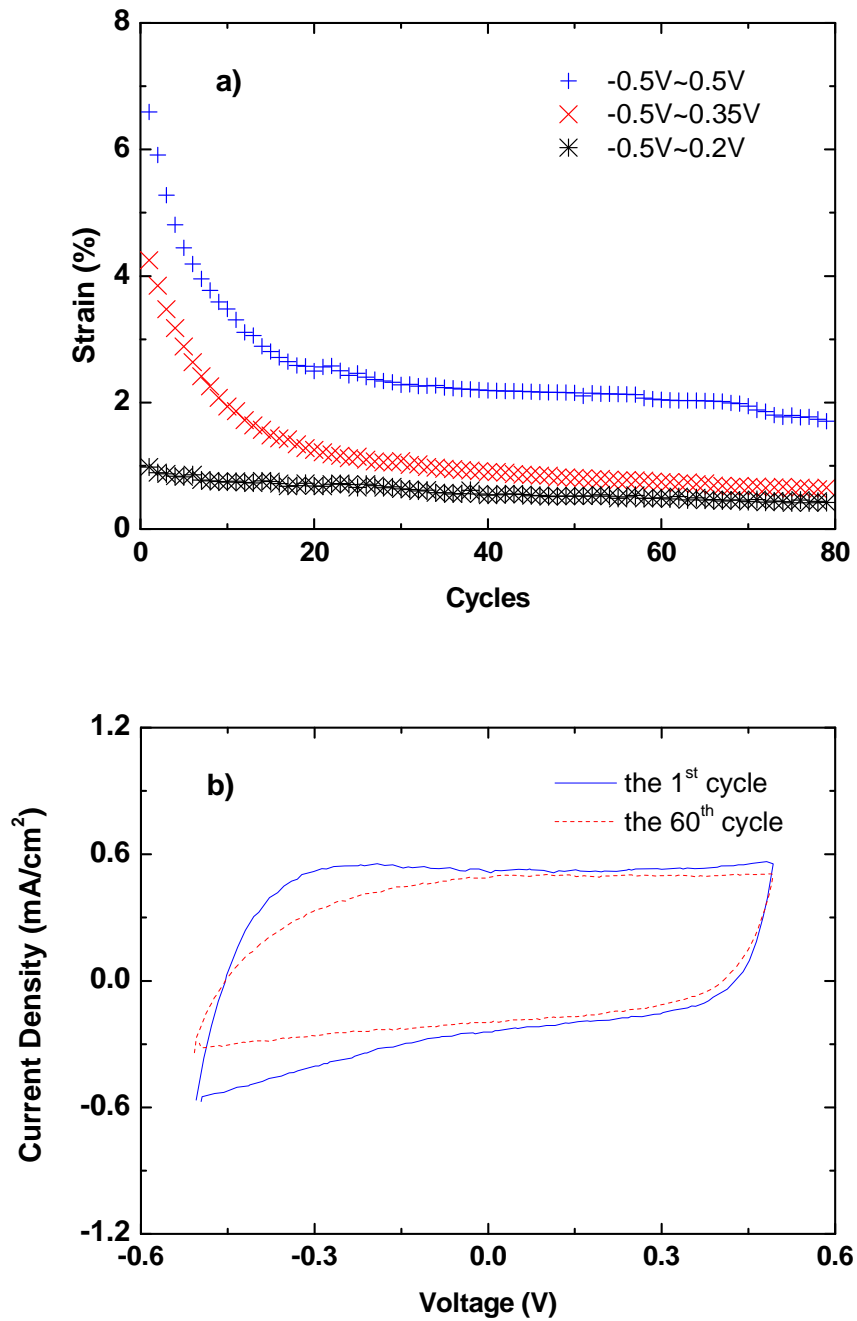 8
a)
-0.5V~0.5V
-0.5V~0.35V
-0.5V~0.2V
6
4
2
0
Strain (%)
0 20 40 60 80
Cycles
1.2
b)
the 1st cycle
the 60th cycle
0.6
0.0
-0.6
-1.2
Current Density (mA/cm²)
-0.6 -0.3 0.0 0.3 0.6
Voltage (V)